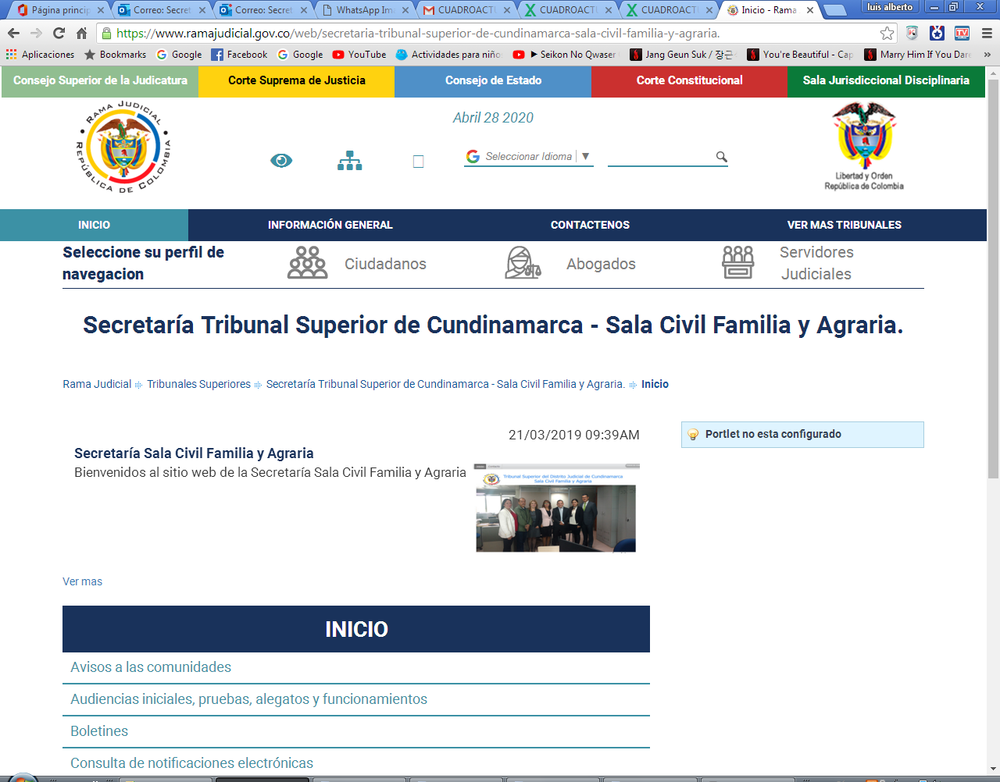 Página princip
Correo: Secret
Correo: Secret
WhatsApp Ima
CUADROACTU
CUADROACTU
CUADROACTU
Inicio - Rama
luis alberto
https://www.ramajudicial.gov.co/web/secretaria-tribunal-superior-de-cundinamarca-sala-civil-familia-y-agraria.
Aplicaciones
Bookmarks
Google
Facebook
Google
YouTube
Actividades para niño
► Seikon No Qwaser
Jang Geun Suk / 장근
You're Beautiful - Cap
Marry Him If You Dare
»
Consejo Superior de la Judicatura
Corte Suprema de Justicia
Consejo de Estado
Corte Constitucional
Sala Jurisdiccional Disciplinaria
RAMA JUDICIAL
REPÚBLICA DE COLOMBIA
Abril 28 2020
Seleccionar Idioma ▼
Libertad y Orden
República de Colombia
INICIO
INFORMACIÓN GENERAL
CONTACTENOS
VER MAS TRIBUNALES
Seleccione su perfil de
navegacion
Ciudadanos
Abogados
Servidores
Judiciales
Secretaría Tribunal Superior de Cundinamarca - Sala Civil Familia y Agraria.
Rama Judicial
Tribunales Superiores
Secretaría Tribunal Superior de Cundinamarca - Sala Civil Familia y Agraria.
Inicio
21/03/2019 09:39AM
Portlet no esta configurado
Secretaría Sala Civil Familia y Agraria
Bienvenidos al sitio web de la Secretaría Sala Civil Familia y Agraria
Tribunal Superior del Distrito Judicial de Cundinamarca
Sala Civil Familia y Agraria
Ver mas
INICIO
Avisos a las comunidades
Audiencias iniciales, pruebas, alegatos y funcionamientos
Boletines
Consulta de notificaciones electrónicas